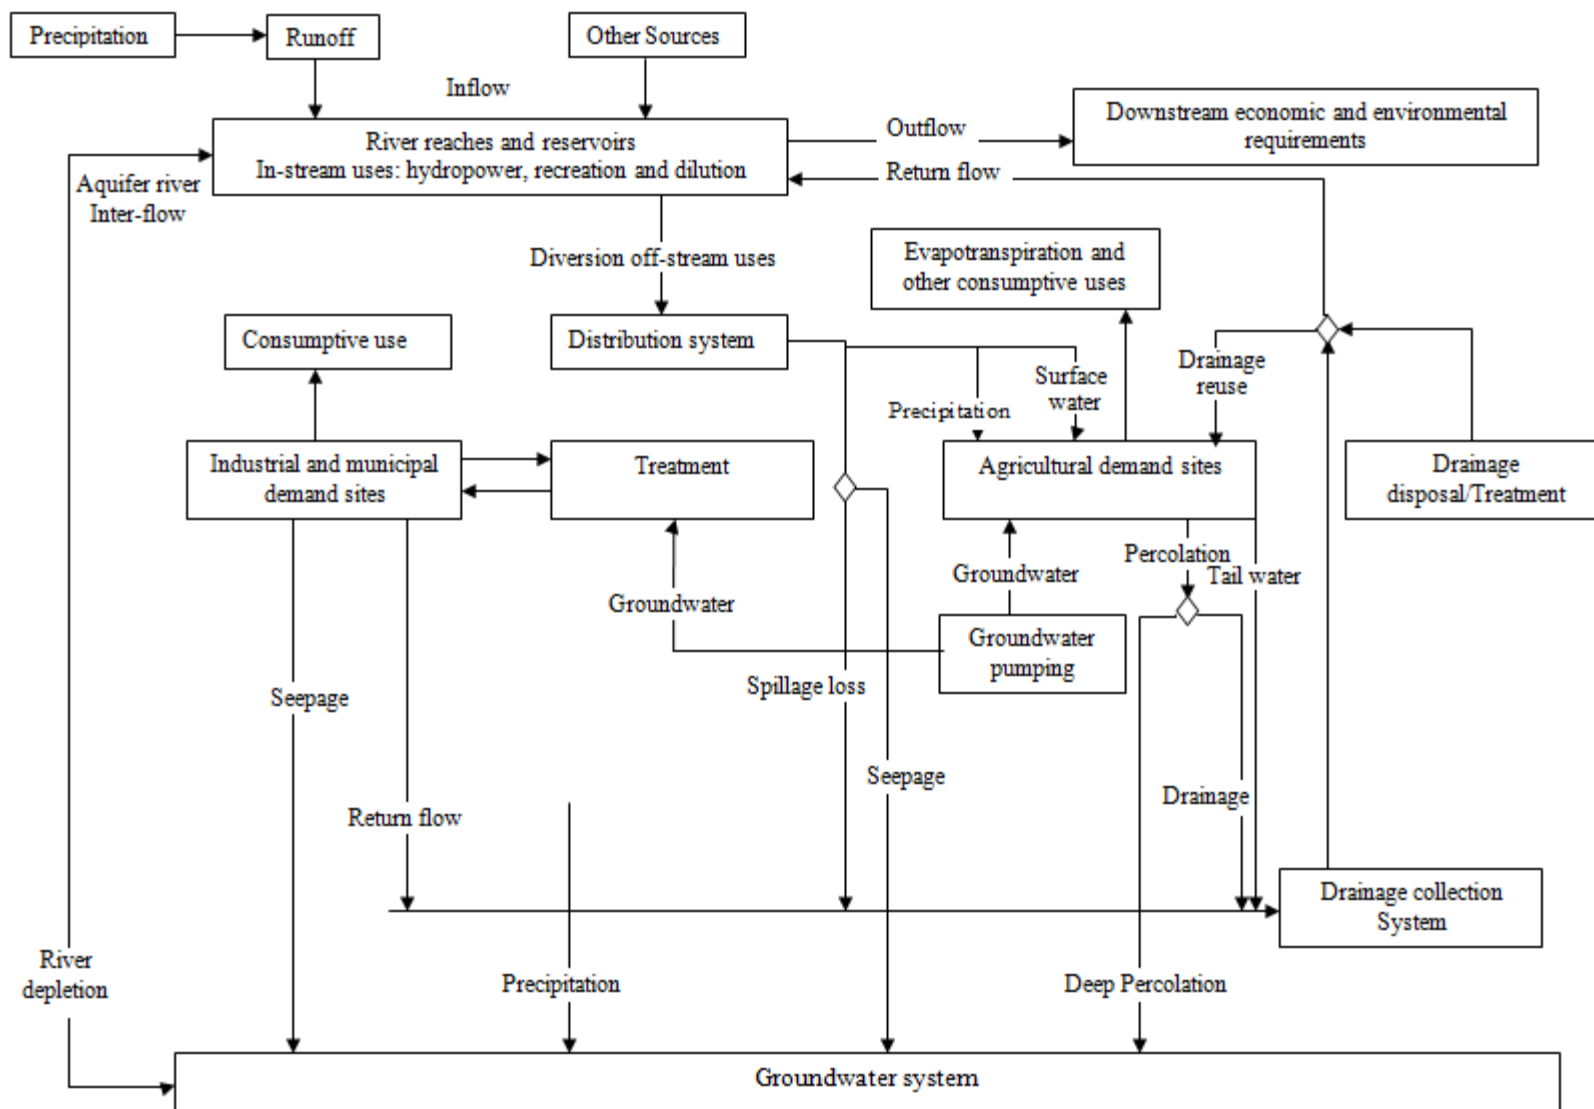 Precipitation
Runoff
Other Sources
Inflow
River reaches and reservoirs
In-stream uses: hydropower, recreation and dilution
Outflow
Downstream economic and environmental
requirements
Return flow
Aquifer river
Inter-flow
Diversion off-stream uses
Evapotranspiration and
other consumptive uses
Consumptive use
Distribution system
Precipitation
Surface
water
Drainage
reuse
Industrial and municipal
demand sites
Treatment
Agricultural demand sites
Drainage
disposal/Treatment
Groundwater
Groundwater
Percolation
Tail water
Groundwater
pumping
Seepage
Spillage loss
Seepage
Return flow
Drainage
Drainage collection
System
River
depletion
Precipitation
Deep Percolation
Groundwater system